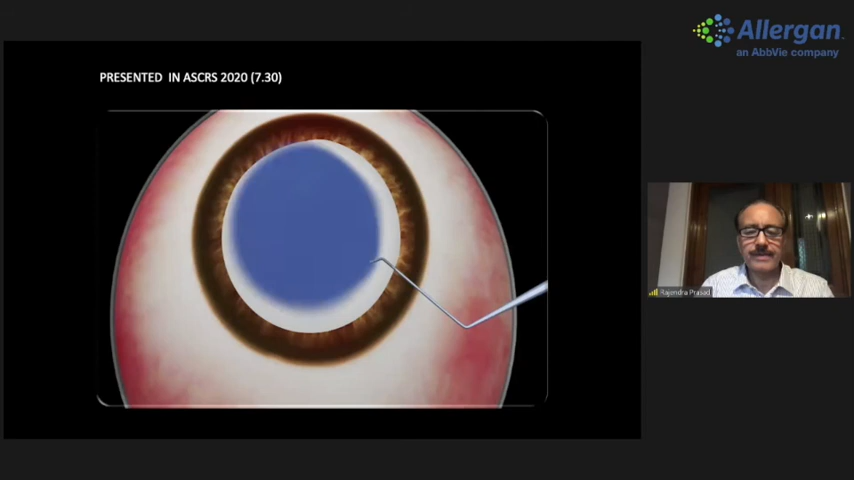 Allergan
an AbbVie company
PRESENTED IN ASCRS 2020 (7.30)
Rajendra Prasad